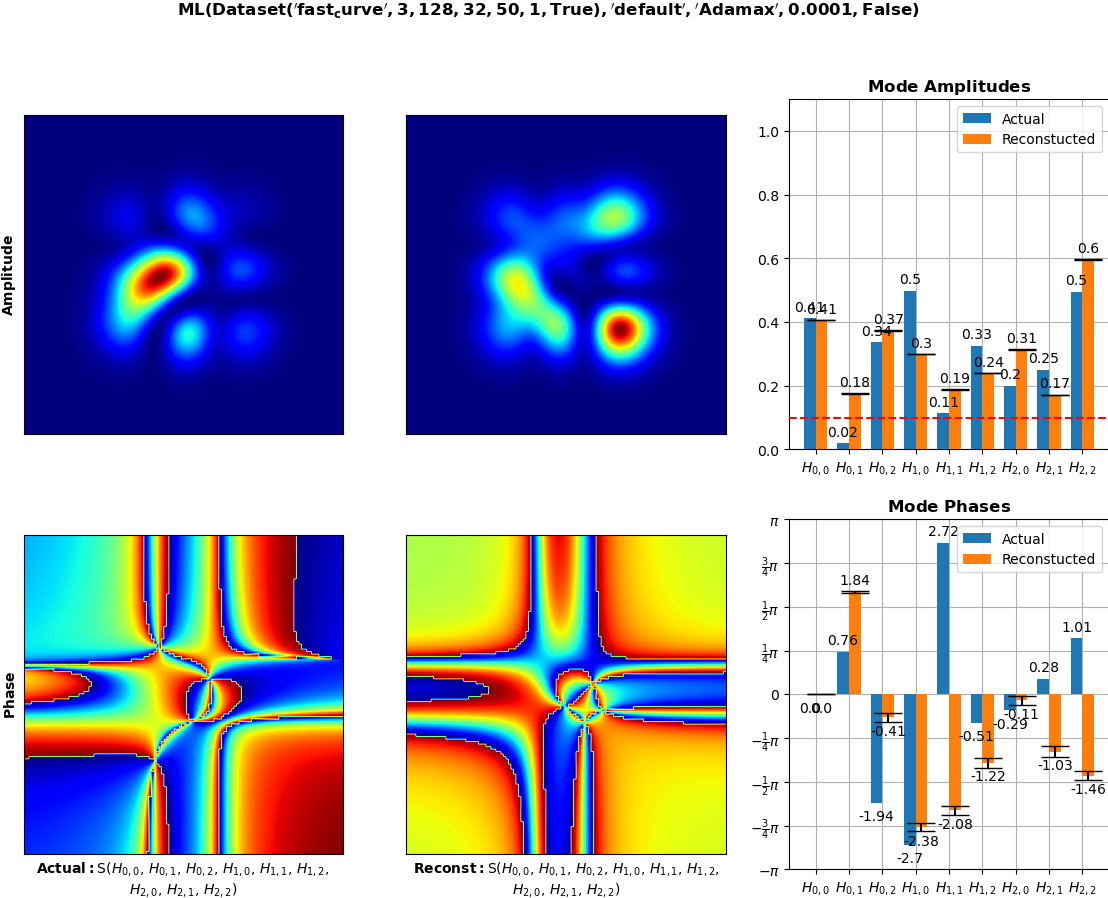 ML(Dataset('fast_curve', 3, 128, 32, 50, 1, True), 'default', 'Adamax', 0.0001, False)
Amplitude
Mode Amplitudes
Actual
Reconstucted
1.0
0.8
0.6
0.4
0.2
0.0
0.41
0.41
0.02
0.18
0.34
0.37
0.5
0.3
0.11
0.19
0.33
0.24
0.2
0.31
0.25
0.17
0.5
0.6
H0,0 H0,1 H0,2 H1,0 H1,1 H1,2 H2,0 H2,1 H2,2
Phase
Mode Phases
Actual
Reconstucted
π
3/4π
1/2π
1/4π
0
−1/4π
−1/2π
−3/4π
−π
0.0
0.0
0.76
1.84
-1.94
-0.41
-2.7
-2.38
2.72
-2.08
-0.51
-1.22
-0.29
-0.11
0.28
-1.03
1.01
-1.46
H0,0 H0,1 H0,2 H1,0 H1,1 H1,2 H2,0 H2,1 H2,2
Actual: S(H0,0, H0,1, H0,2, H1,0, H1,1, H1,2,
H2,0, H2,1, H2,2)
Reconst: S(H0,0, H0,1, H0,2, H1,0, H1,1, H1,2,
H2,0, H2,1, H2,2)